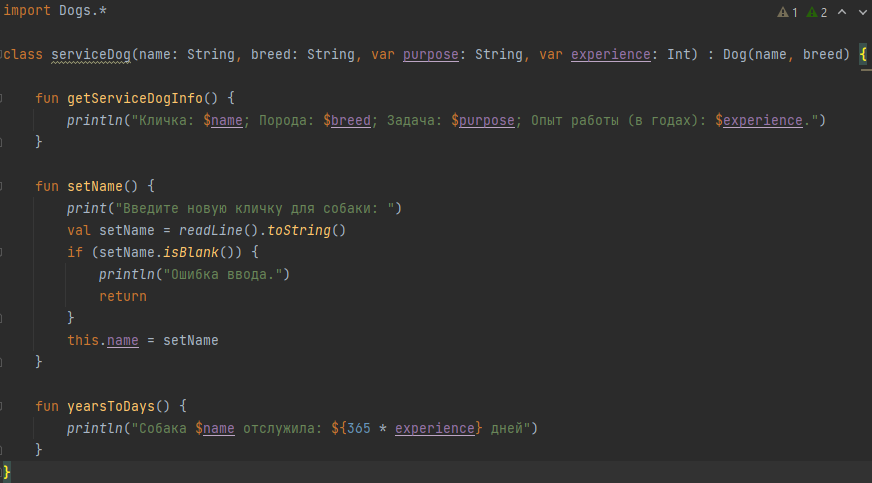 import Dogs.*
1 2
class serviceDog(name: String, breed: String, var purpose: String, var experience: Int) : Dog(name, breed) {
fun getServiceDogInfo() {
println("Кличка: $name; Порода: $breed; Задача: $purpose; Опыт работы (в годах): $experience.")
}
fun setName() {
print("Введите новую кличку для собаки: ")
val setName = readLine().toString()
if (setName.isBlank()) {
println("Ошибка ввода.")
return
}
this.name = setName
}
fun yearsToDays() {
println("Собака $name отслужила: ${365 * experience} дней")
}
}